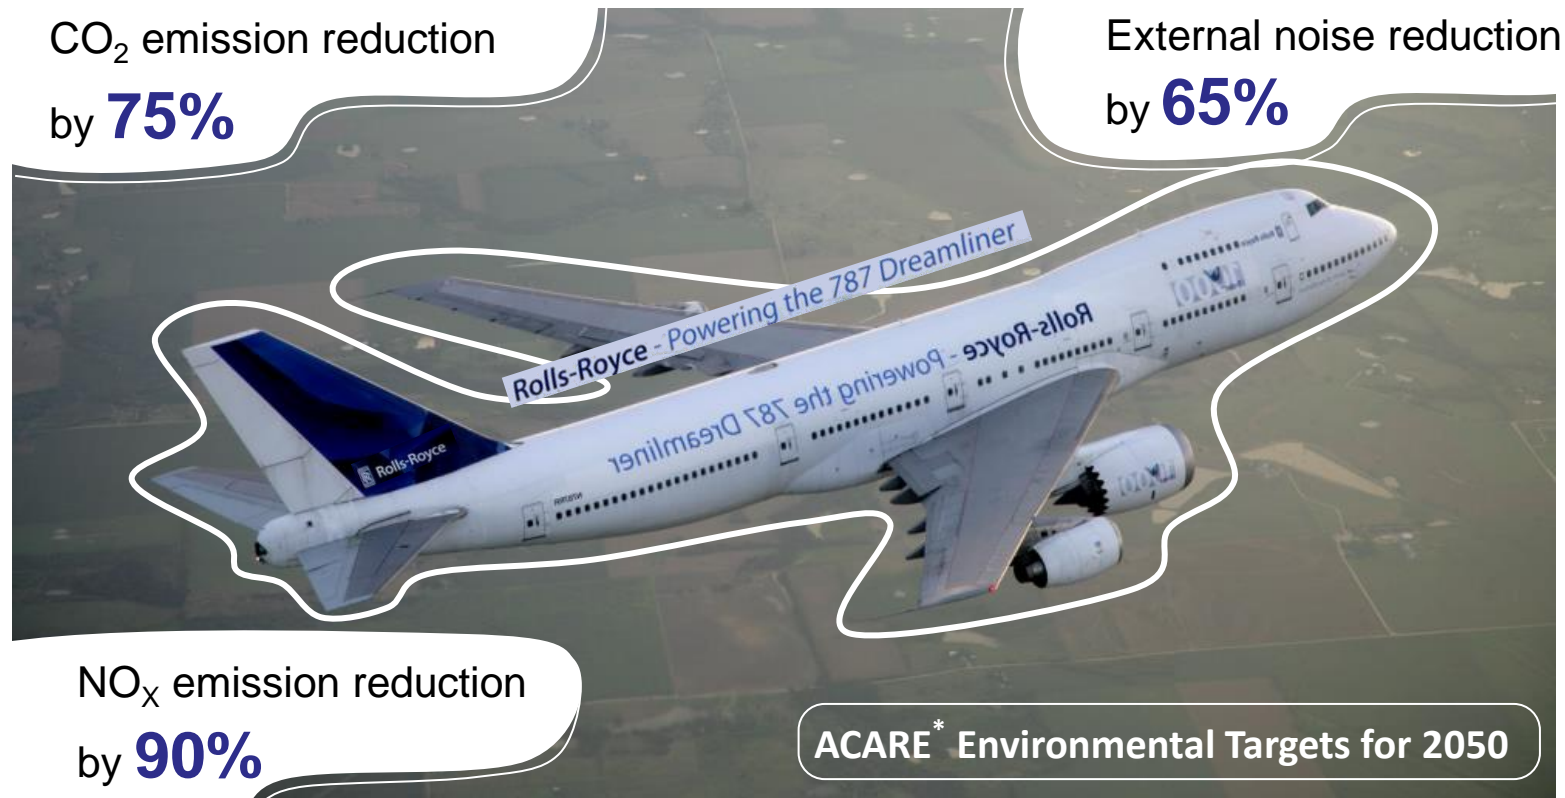 CO₂ emission reduction
by 75%
External noise reduction
by 65%
Rolls-Royce - Powering the 787 Dreamliner
Rolls-Royce - Powering the 787 Dreamliner
Rolls-Royce
NOX emission reduction
by 90%
ACARE* Environmental Targets for 2050